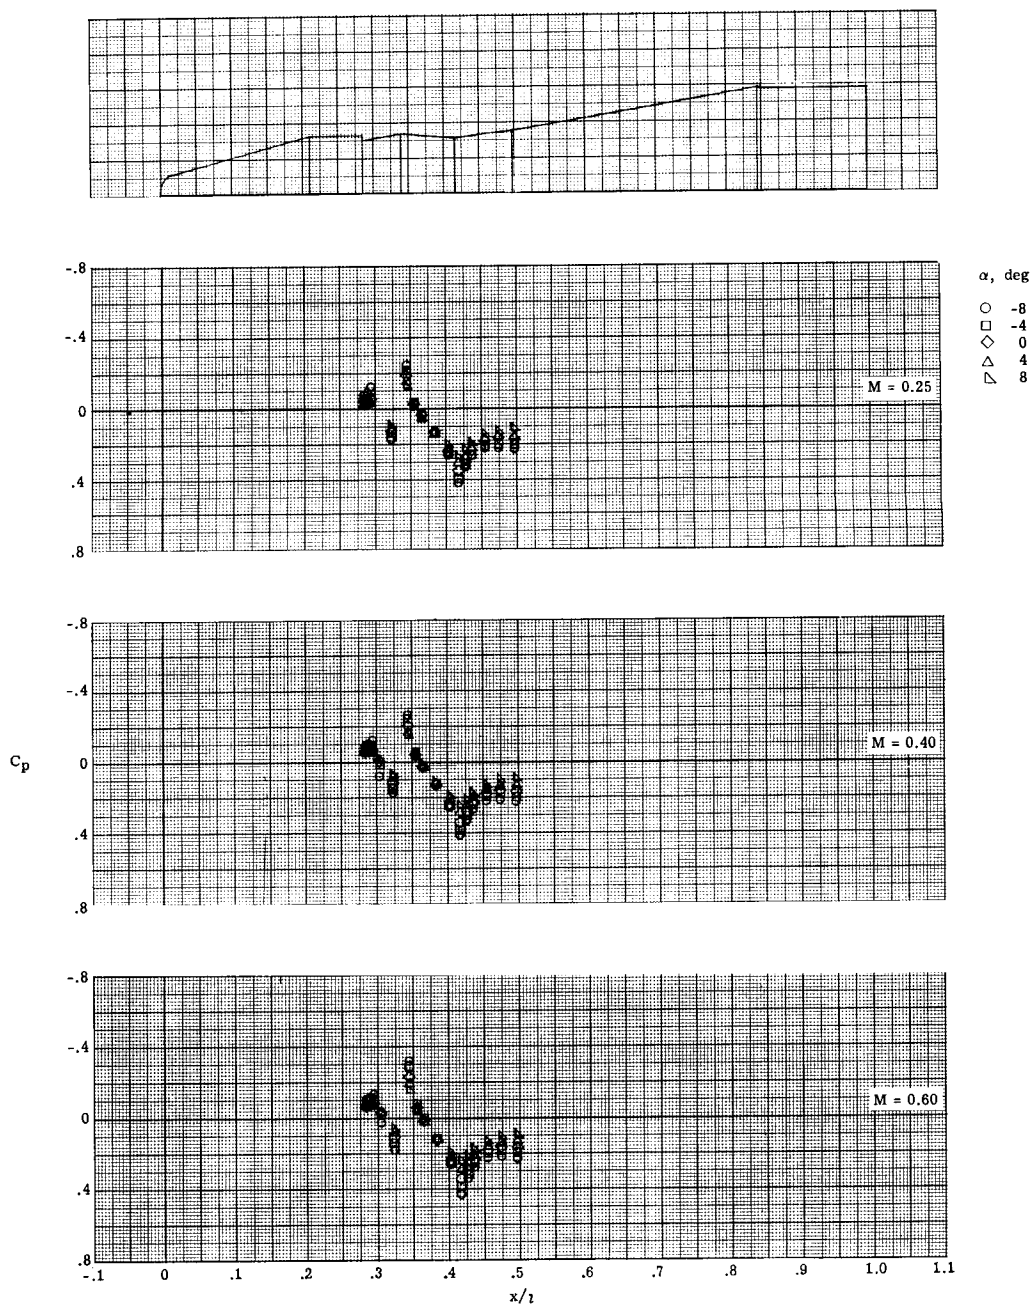 -.8
-.4
0
.4
.8
α, deg
○ -8
□ -4
◇ 0
△ 4
◺ 8
M = 0.25
-.8
-.4
0
.4
.8
Cp
M = 0.40
-.8
-.4
0
.4
.8
M = 0.60
-.1 0 .1 .2 .3 .4 .5 .6 .7 .8 .9 1.0 1.1
x/l